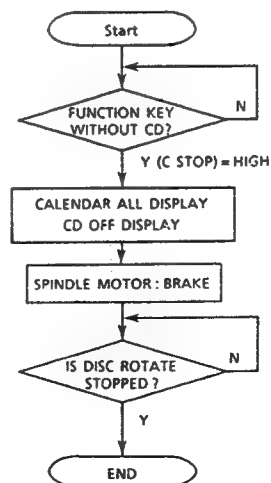 Start
FUNCTION KEY
WITHOUT CD?
N
Y (C STOP) = HIGH
CALENDAR ALL DISPLAY
CD OFF DISPLAY
SPINDLE MOTOR : BRAKE
IS DISC ROTATE
STOPPED ?
N
Y
END